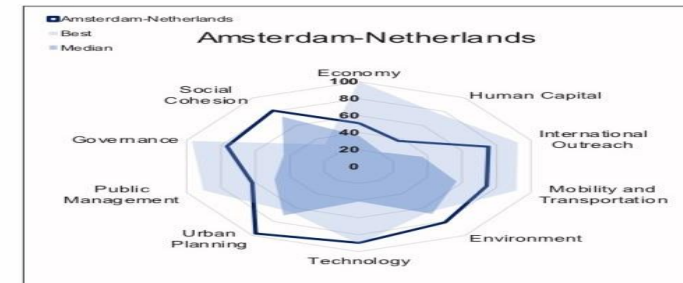 Amsterdam-Netherlands
Best
Median
Amsterdam-Netherlands
Economy
Human Capital
International
Outreach
Mobility and
Transportation
Environment
Technology
Urban
Planning
Public
Management
Governance
Social
Cohesion
100
80
60
40
20
0